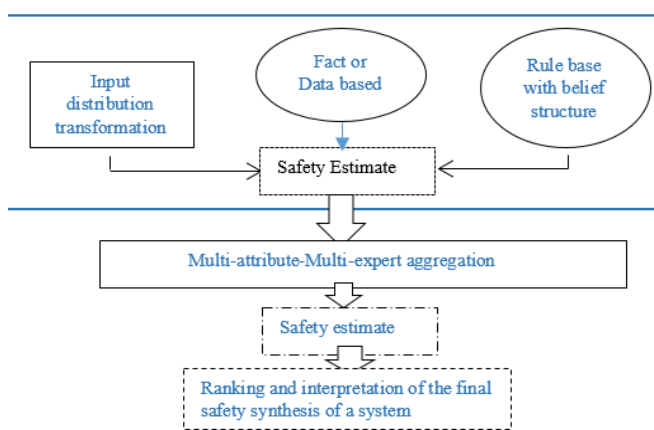 Input
distribution
transformation
Fact or
Data based
Rule base
with belief
structure
Safety Estimate
Multi-attribute-Multi-expert aggregation
Safety estimate
Ranking and interpretation of the final
safety synthesis of a system